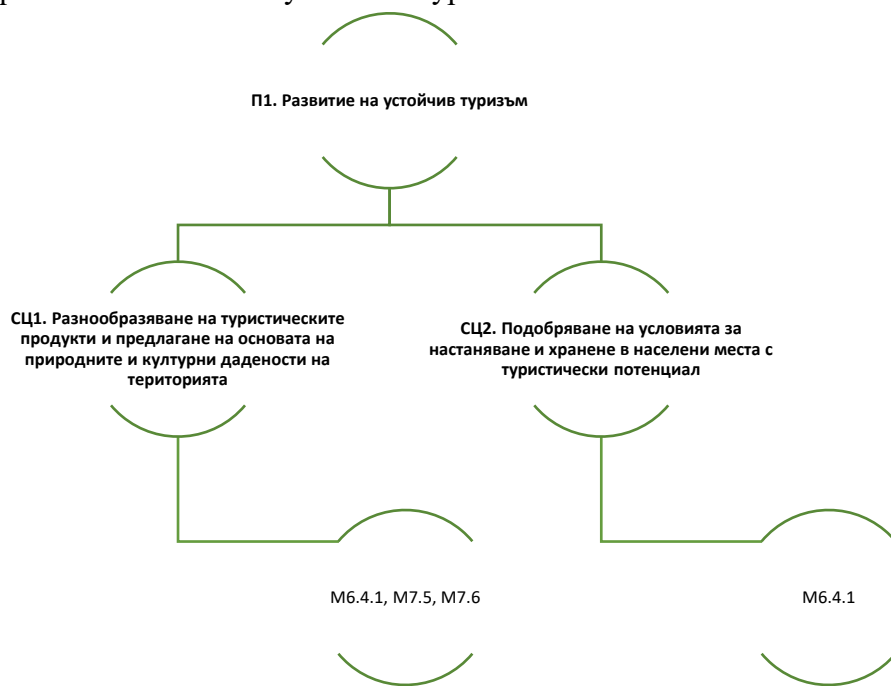 П1. Развитие на устойчив туризъм
СЦ1. Разнообразяване на туристическите
продукти и предлагане на основата на
природните и културни дадености на
територията
СЦ2. Подобряване на условията за
настаняване и хранене в населени места с
туристически потенциал
М6.4.1, М7.5, М7.6
М6.4.1